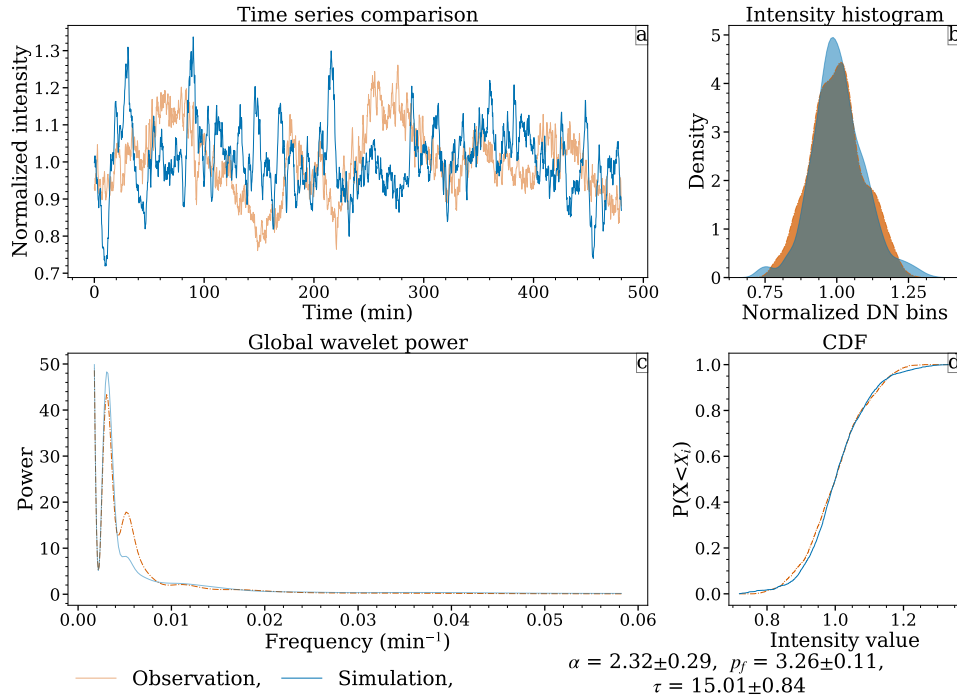 Time series comparison
a
Normalized intensity
1.3
1.2
1.1
1.0
0.9
0.8
0.7
0
100
200
300
400
500
Time (min)
Intensity histogram
b
Density
5
4
3
2
1
0
0.75
1.00
1.25
Normalized DN bins
Global wavelet power
c
Power
50
40
30
20
10
0
0.00
0.01
0.02
0.03
0.04
0.05
0.06
Frequency (min⁻¹)
CDF
d
P(X<Xᵢ)
1.0
0.8
0.6
0.4
0.2
0.0
0.8
1.0
1.2
Intensity value
Observation,
Simulation,
α = 2.32±0.29, p_f = 3.26±0.11,
τ = 15.01±0.84